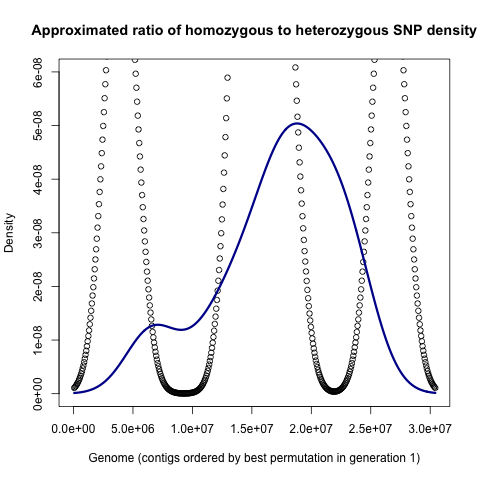 Approximated ratio of homozygous to heterozygous SNP density
6e-08
5e-08
4e-08
3e-08
2e-08
1e-08
0e+00
Density
0.0e+00 5.0e+06 1.0e+07 1.5e+07 2.0e+07 2.5e+07 3.0e+07
Genome (contigs ordered by best permutation in generation 1)